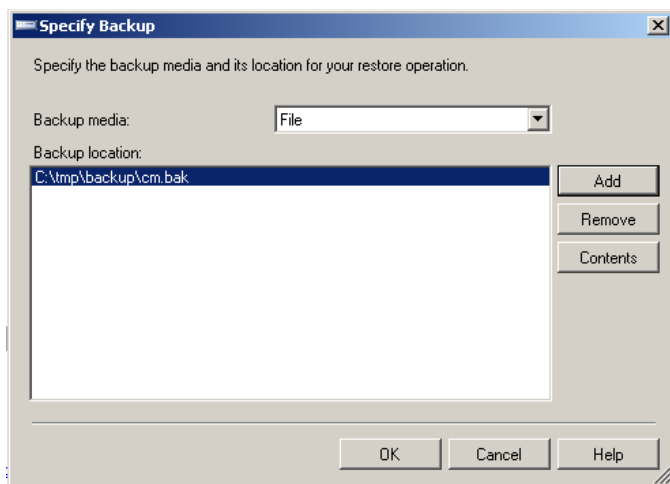 Specify Backup
Specify the backup media and its location for your restore operation.
Backup media:
File
Backup location:
C:\tmp\backup\cm.bak
Add
Remove
Contents
OK
Cancel
Help